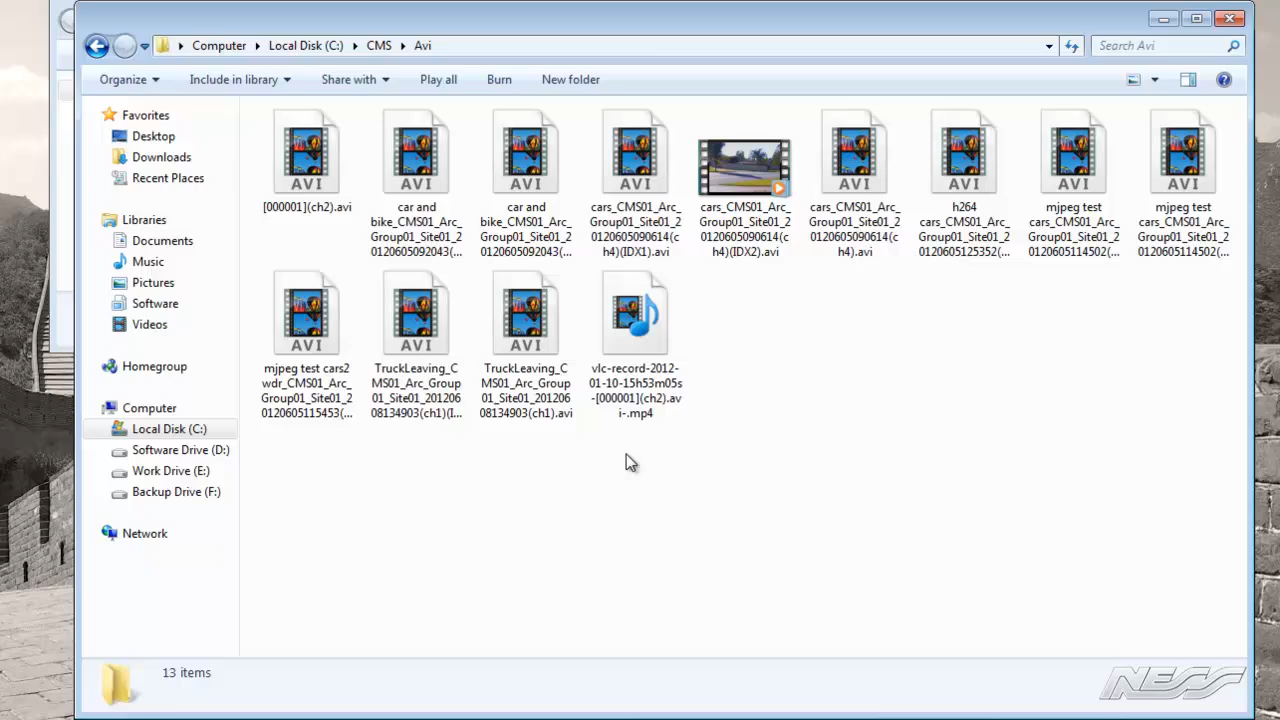 Computer Local Disk (C:) CMS Avi
Search Avi
Organize Include in library Share with Play all Burn New folder
Favorites
Desktop
Downloads
Recent Places
Libraries
Documents
Music
Pictures
Software
Videos
Homegroup
Computer
Local Disk (C:)
Software Drive (D:)
Work Drive (E:)
Backup Drive (F:)
Network
AVI
[000001](ch2).avi
AVI
car and
bike_CMS01_Arc_
Group01_Site01_2
0120605092043(...
AVI
car and
bike_CMS01_Arc_
Group01_Site01_2
0120605092043(...
AVI
cars_CMS01_Arc_
Group01_Site01_2
0120605090614(c
h4)(IDX1).avi
cars_CMS01_Arc_
Group01_Site01_2
0120605090614(c
h4)(IDX2).avi
AVI
cars_CMS01_Arc_
Group01_Site01_2
0120605090614(c
h4).avi
AVI
h264
cars_CMS01_Arc_
Group01_Site01_2
0120605125352(...
AVI
mjpeg test
cars_CMS01_Arc_
Group01_Site01_2
0120605114502(...
AVI
mjpeg test
cars_CMS01_Arc_
Group01_Site01_2
0120605114502(...
AVI
mjpeg test cars2
wdr_CMS01_Arc_
Group01_Site01_2
0120605115453(...
AVI
TruckLeaving_C
MS01_Arc_Group
01_Site01_201206
08134903(ch1)(I...
AVI
TruckLeaving_C
MS01_Arc_Group
01_Site01_201206
08134903(ch1).avi
vlc-record-2012-
01-10-15h53m05s
-[000001](ch2).av
i-.mp4
13 items
NESS